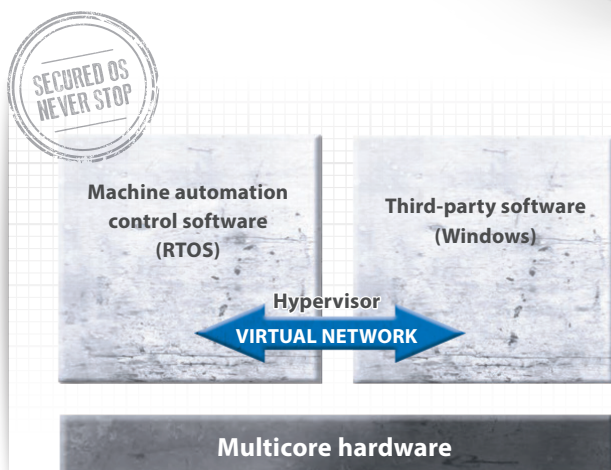 SECURED OS
NEVER STOP
Machine automation
control software
(RTOS)
Third-party software
(Windows)
Hypervisor
VIRTUAL NETWORK
Multicore hardware